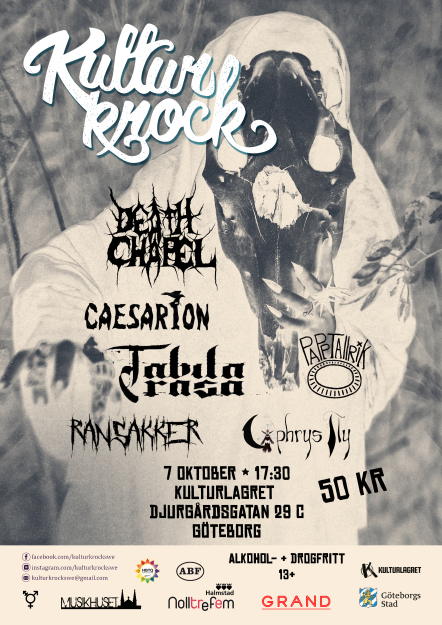 Kultur
krock
DEATH
CHAPEL
CAESARION
Tabula
rasa
PAPPTALLRIK
RANSAKKER
Ophrys Fly
7 OKTOBER ★ 17:30
KULTURLAGRET
DJURGÅRDSGATAN 29 C
GÖTEBORG
50 KR
facebook.com/kulturkrockswe
instagram.com/kulturkrockswe
kulturkrockswe@gmail.com
ABF
ALKOHOL- + DROGFRITT
13+
KULTURLAGRET
MUSIKHUSET
Halmstad
nolltrefem
GRAND
Göteborgs
Stad